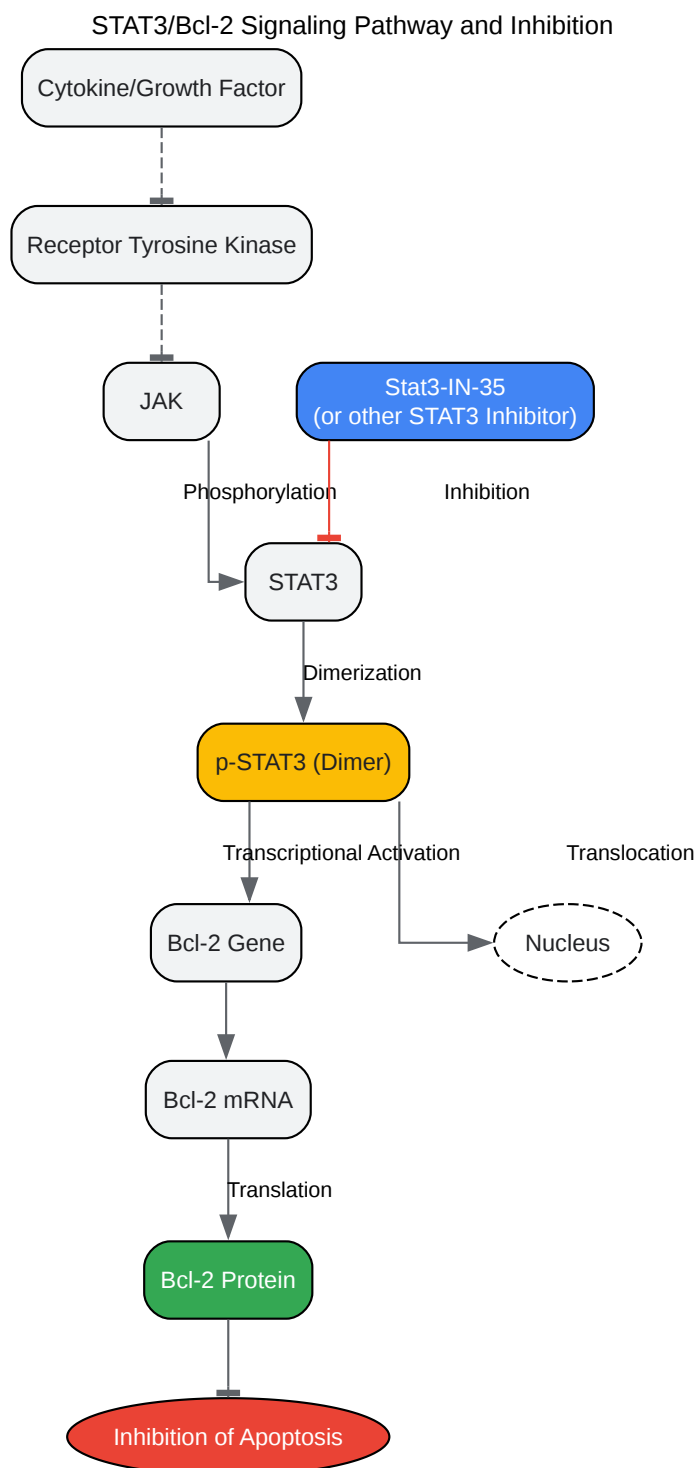 STAT3/Bcl-2 Signaling Pathway and Inhibition
Cytokine/Growth Factor
Receptor Tyrosine Kinase
JAK
Stat3-IN-35
(or other STAT3 Inhibitor)
Phosphorylation
Inhibition
STAT3
Dimerization
p-STAT3 (Dimer)
Transcriptional Activation
Translocation
Bcl-2 Gene
Nucleus
Bcl-2 mRNA
Translation
Bcl-2 Protein
Inhibition of Apoptosis